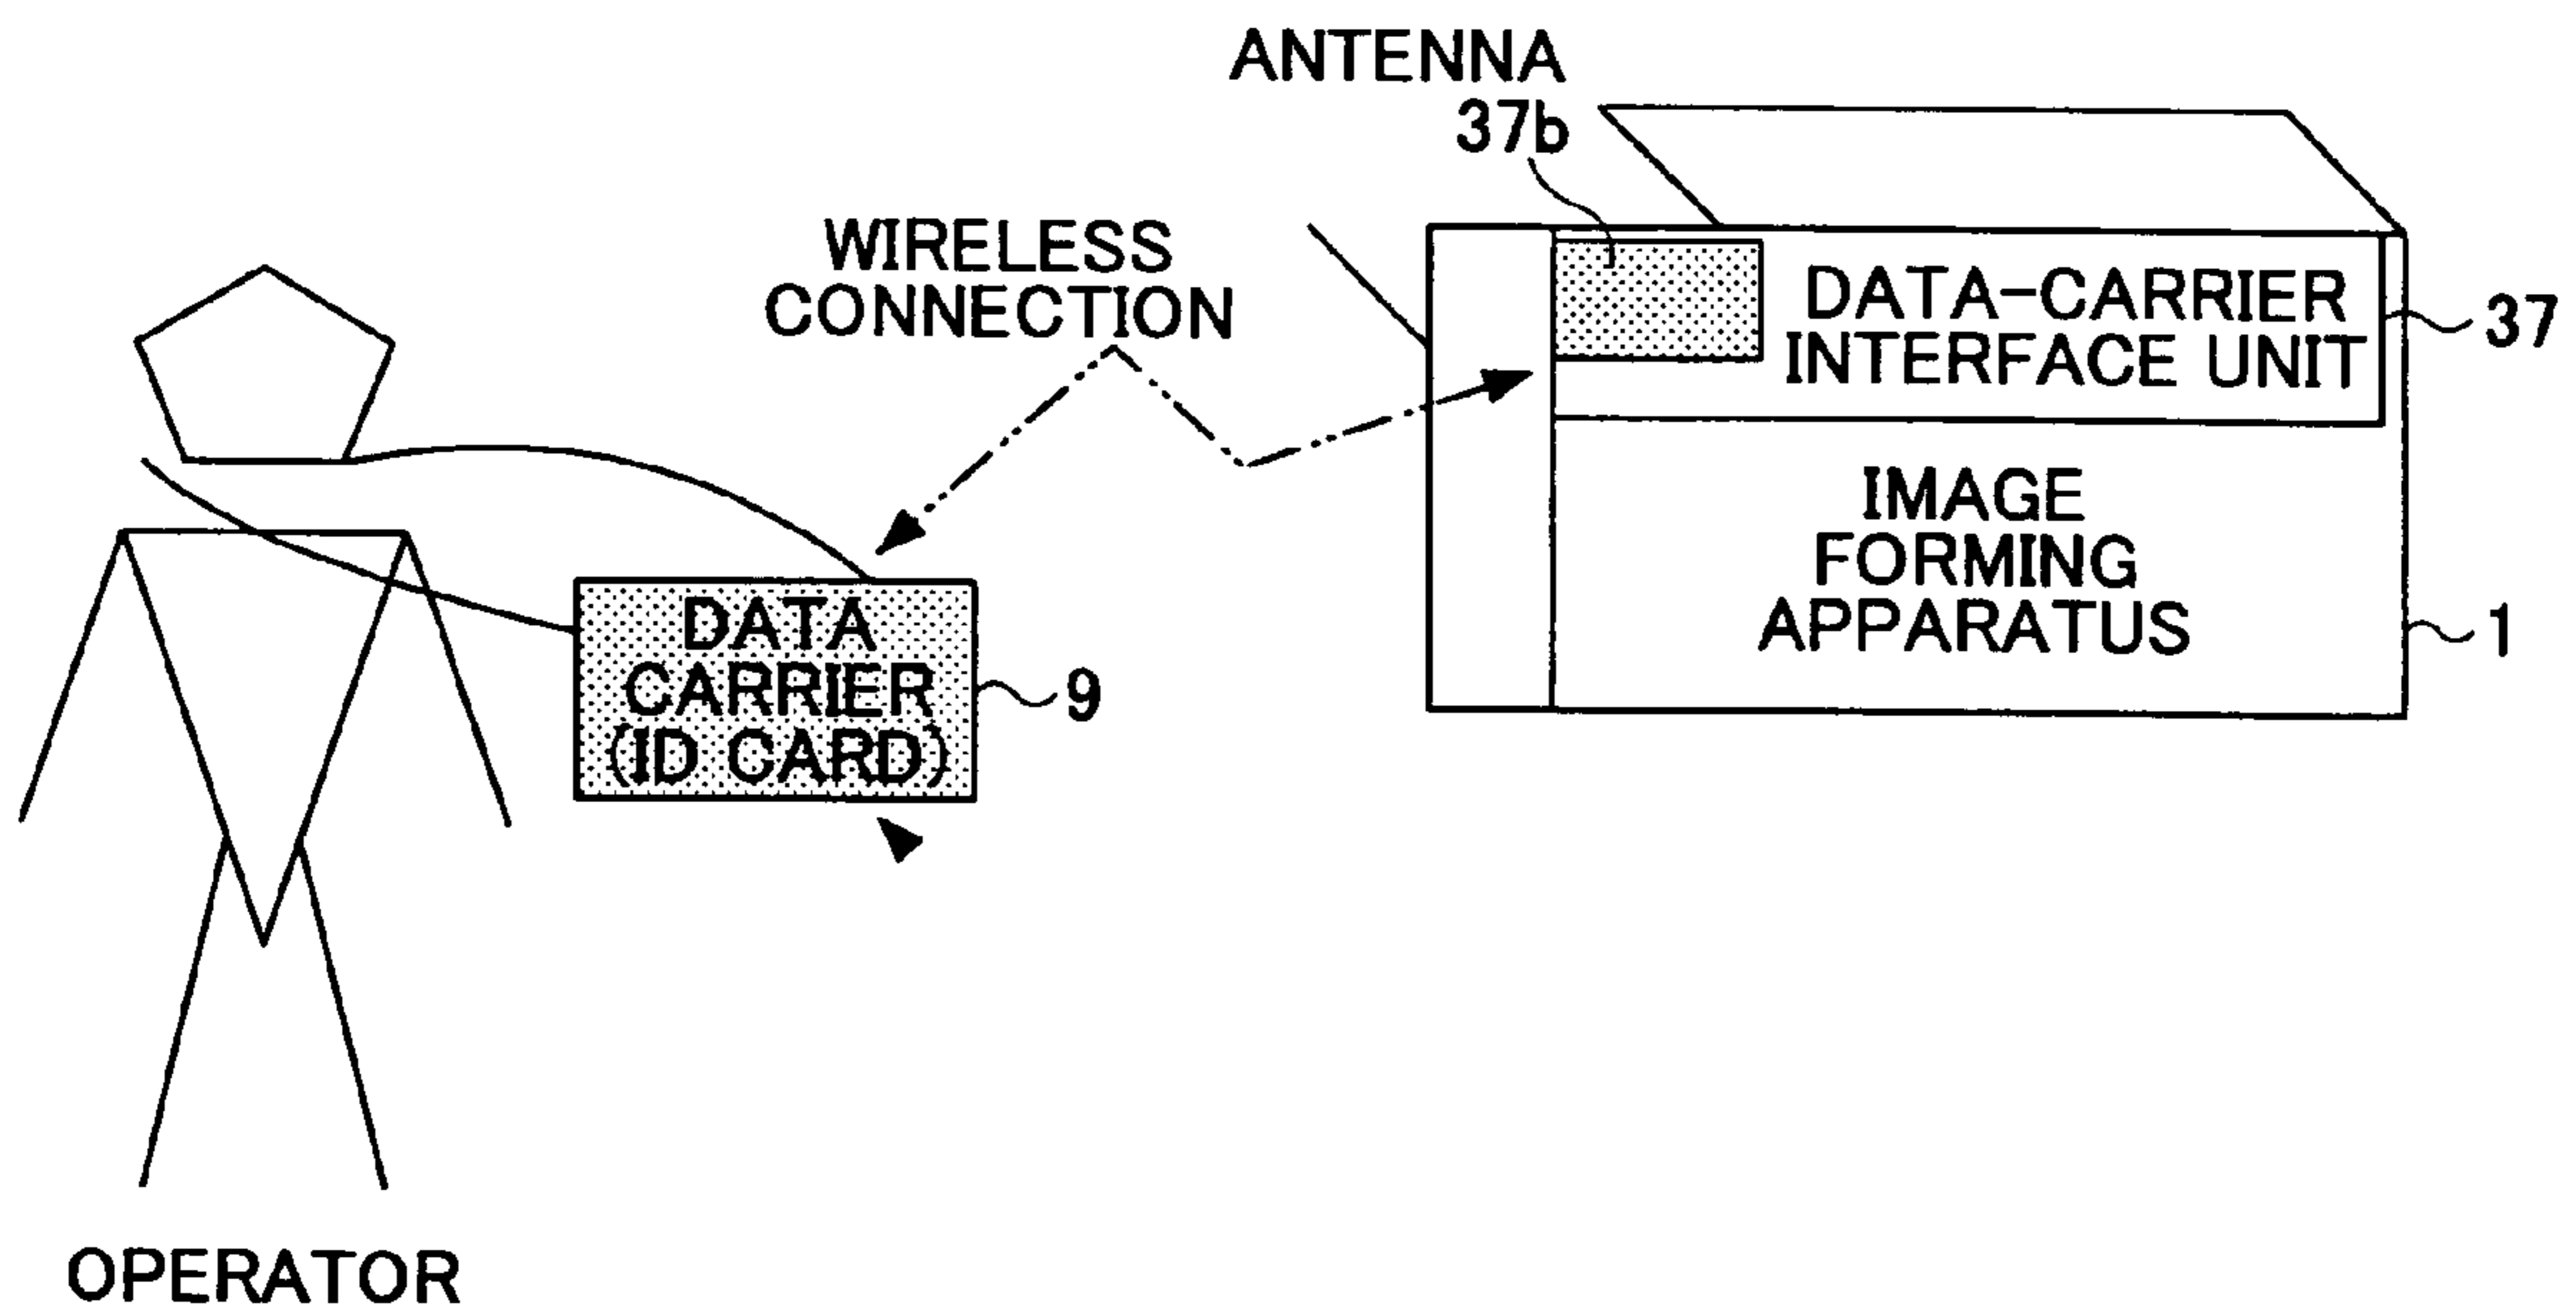 ANTENNA
37b
WIRELESS
CONNECTION
DATA-CARRIER
INTERFACE UNIT
37
IMAGE
FORMING
APPARATUS
1
DATA
CARRIER
(ID CARD)
9
OPERATOR